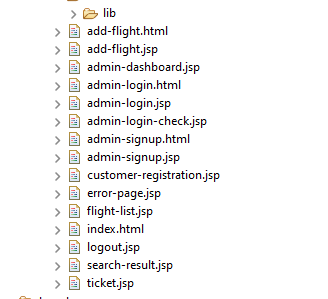 lib
add-flight.html
add-flight.jsp
admin-dashboard.jsp
admin-login.html
admin-login.jsp
admin-login-check.jsp
admin-signup.html
admin-signup.jsp
customer-registration.jsp
error-page.jsp
flight-list.jsp
index.html
logout.jsp
search-result.jsp
ticket.jsp